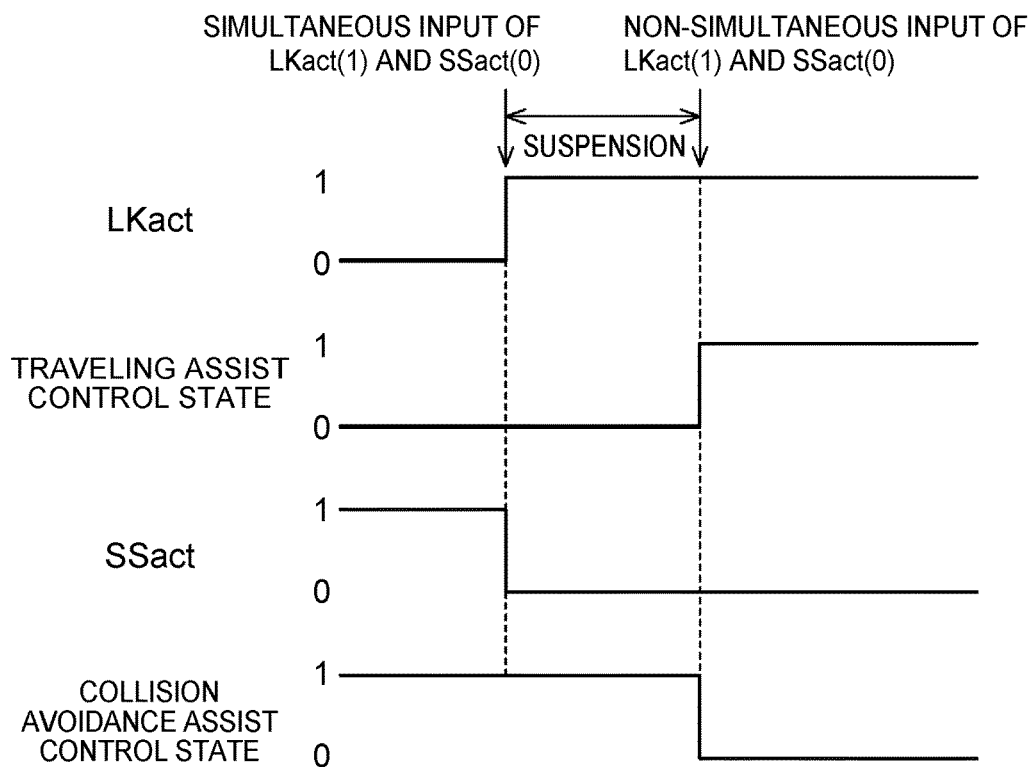 SIMULTANEOUS INPUT OF
LKact(1) AND SSact(0)
NON-SIMULTANEOUS INPUT OF
LKact(1) AND SSact(0)
SUSPENSION
1
LKact
0
1
TRAVELING ASSIST
CONTROL STATE
0
1
SSact
0
1
COLLISION
AVOIDANCE ASSIST
CONTROL STATE
0